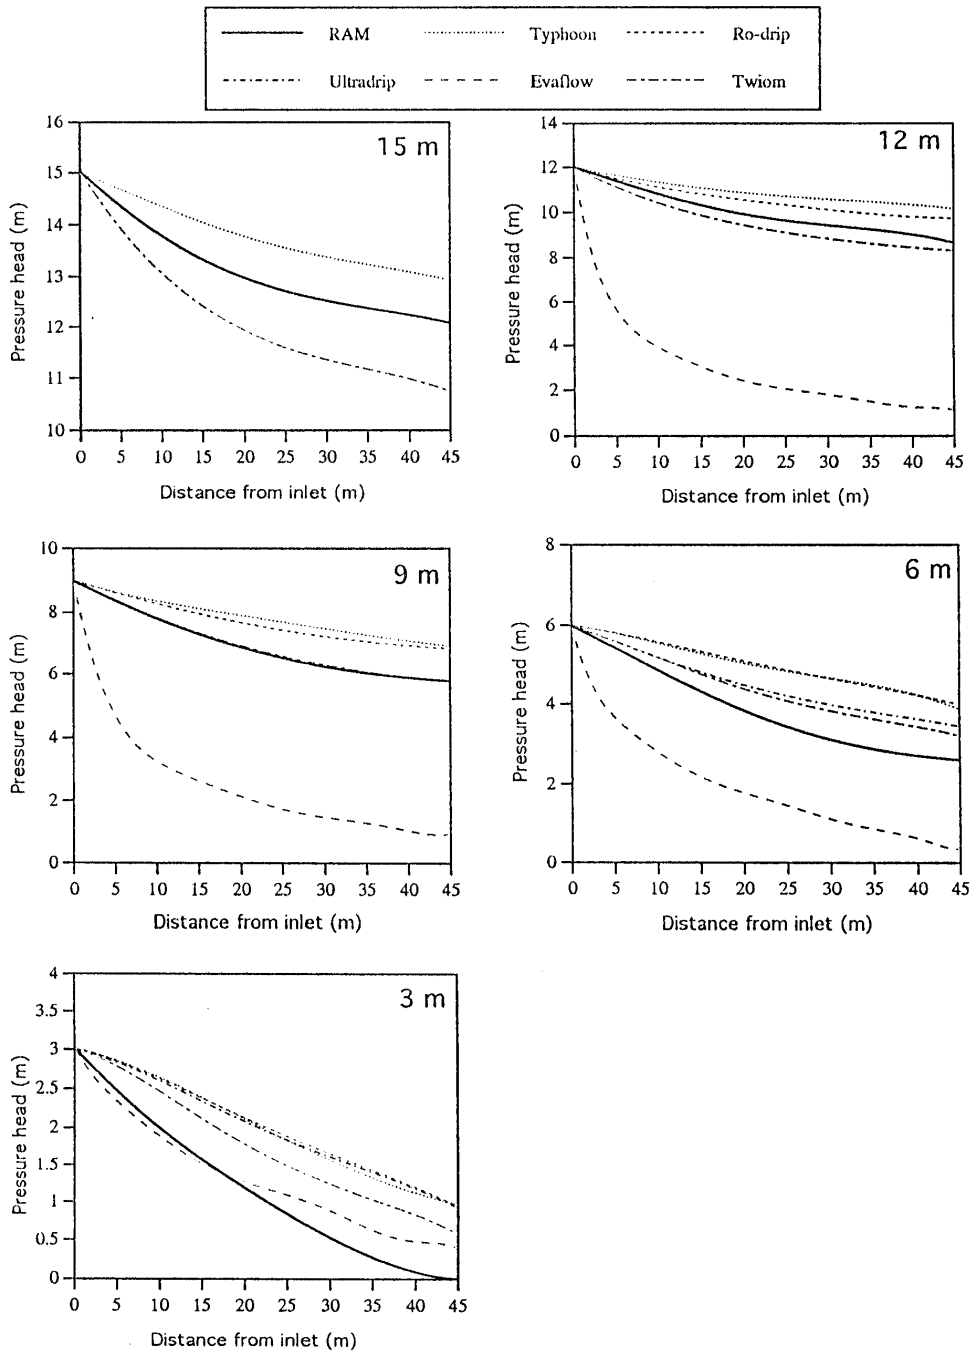 RAM Typhoon Ro-drip
Ultradrip Evaflow Twiom
15 m
16
15
14
13
12
11
10
Pressure head (m)
0 5 10 15 20 25 30 35 40 45
Distance from inlet (m)
12 m
14
12
10
8
6
4
2
0
Pressure head (m)
0 5 10 15 20 25 30 35 40 45
Distance from inlet (m)
9 m
10
8
6
4
2
0
Pressure head (m)
0 5 10 15 20 25 30 35 40 45
Distance from inlet (m)
6 m
8
6
4
2
0
Pressure head (m)
0 5 10 15 20 25 30 35 40 45
Distance from inlet (m)
3 m
4
3.5
3
2.5
2
1.5
1
0.5
0
Pressure head (m)
0 5 10 15 20 25 30 35 40 45
Distance from inlet (m)